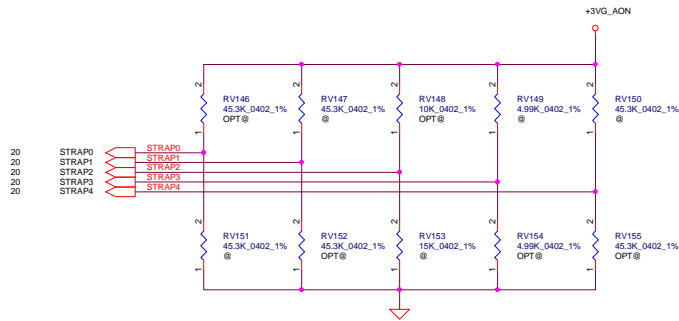 +3VG_AON
2
2
2
2
2
RV146
45.3K_0402_1%
OPT@
RV147
45.3K_0402_1%
@
RV148
10K_0402_1%
OPT@
RV149
4.99K_0402_1%
@
RV150
45.3K_0402_1%
@
1
1
1
1
1
20 STRAP0 STRAP0
20 STRAP1 STRAP1
20 STRAP2 STRAP2
20 STRAP3 STRAP3
20 STRAP4 STRAP4
2
2
2
2
2
RV151
45.3K_0402_1%
@
RV152
45.3K_0402_1%
OPT@
RV153
15K_0402_1%
@
RV154
4.99K_0402_1%
OPT@
RV155
45.3K_0402_1%
OPT@
1
1
1
1
1